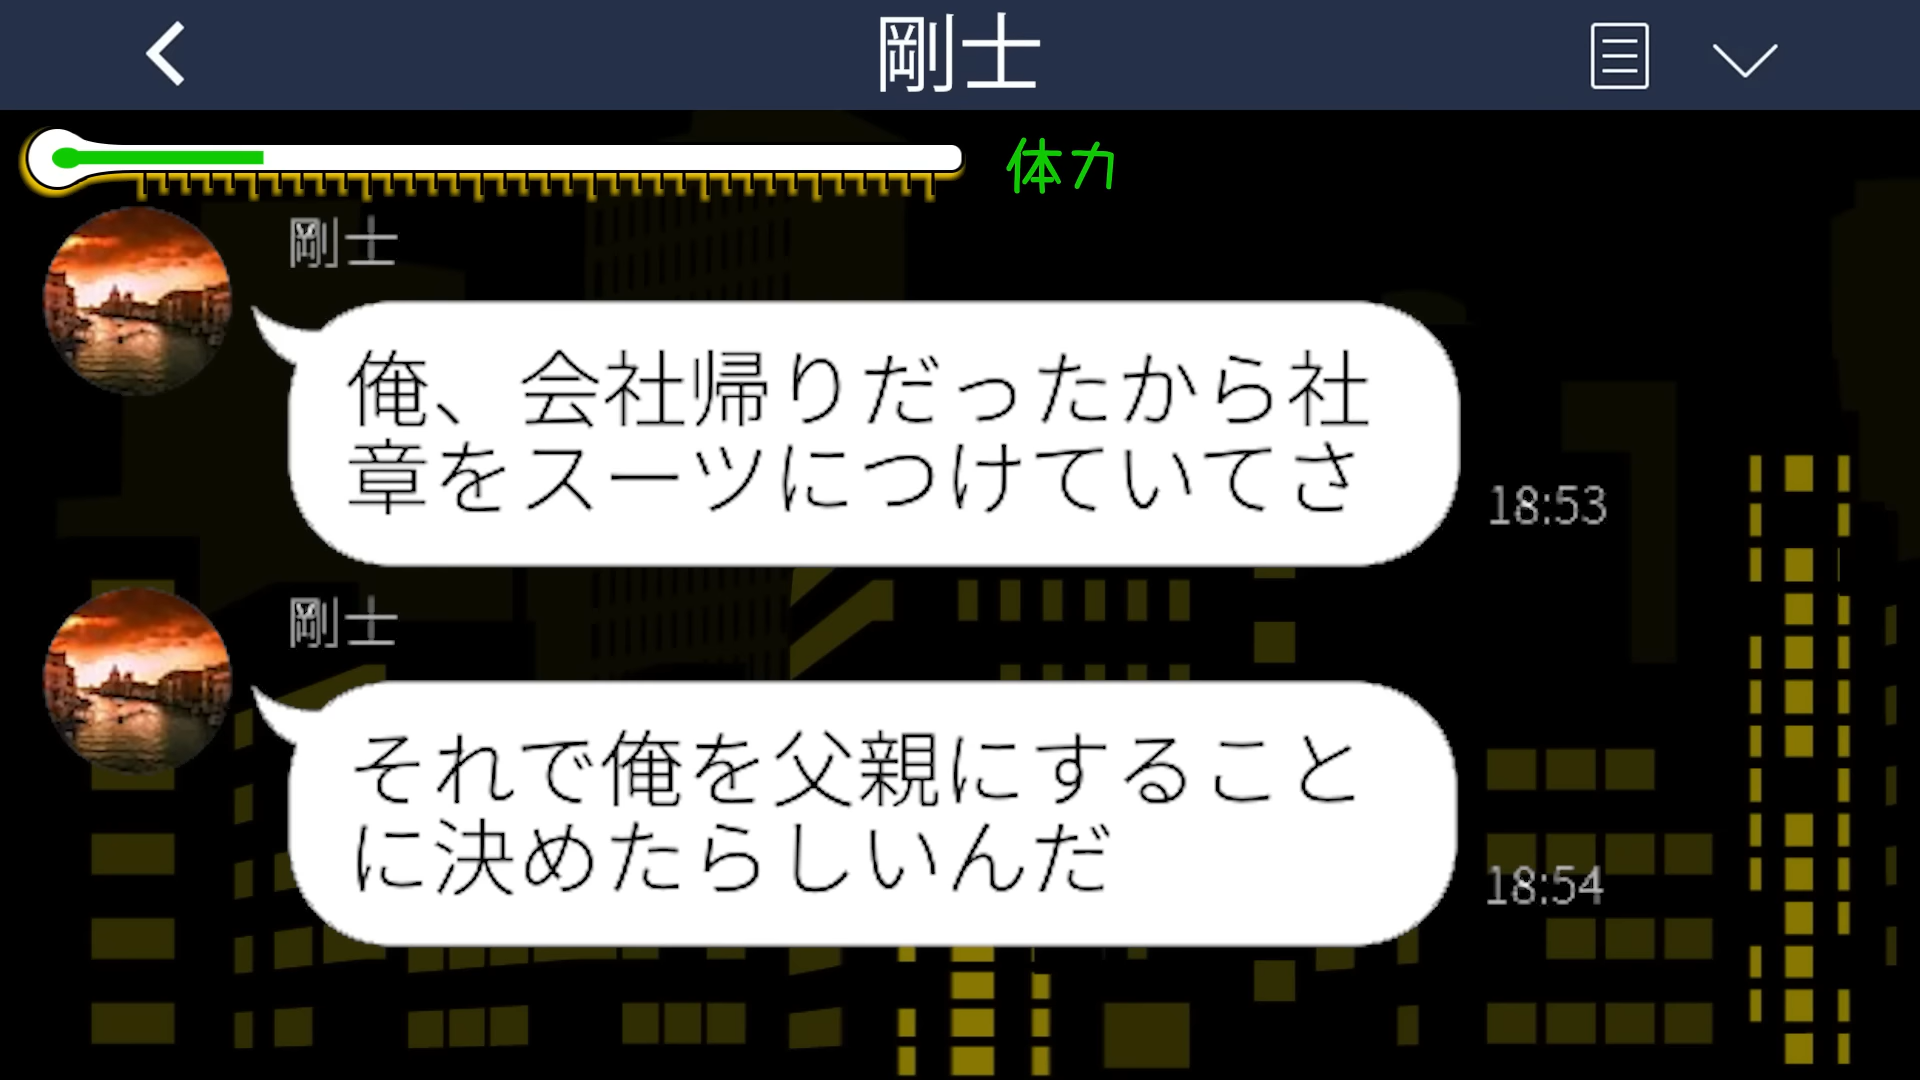 剛士
体力
剛士
俺、会社帰りだったから社
章をスーツにつけていてさ
18:53
剛士
それで俺を父親にすること
に決めたらしいんだ
18:54